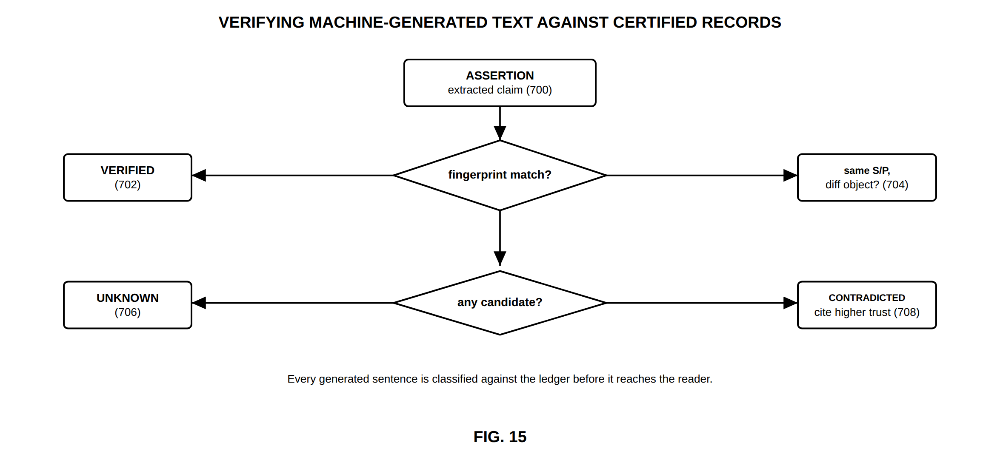 VERIFYING MACHINE-GENERATED TEXT AGAINST CERTIFIED RECORDS
ASSERTION
extracted claim (700)
VERIFIED
(702)
fingerprint match?
same S/P,
diff object? (704)
UNKNOWN
(706)
any candidate?
CONTRADICTED
cite higher trust (708)
Every generated sentence is classified against the ledger before it reaches the reader.
FIG. 15